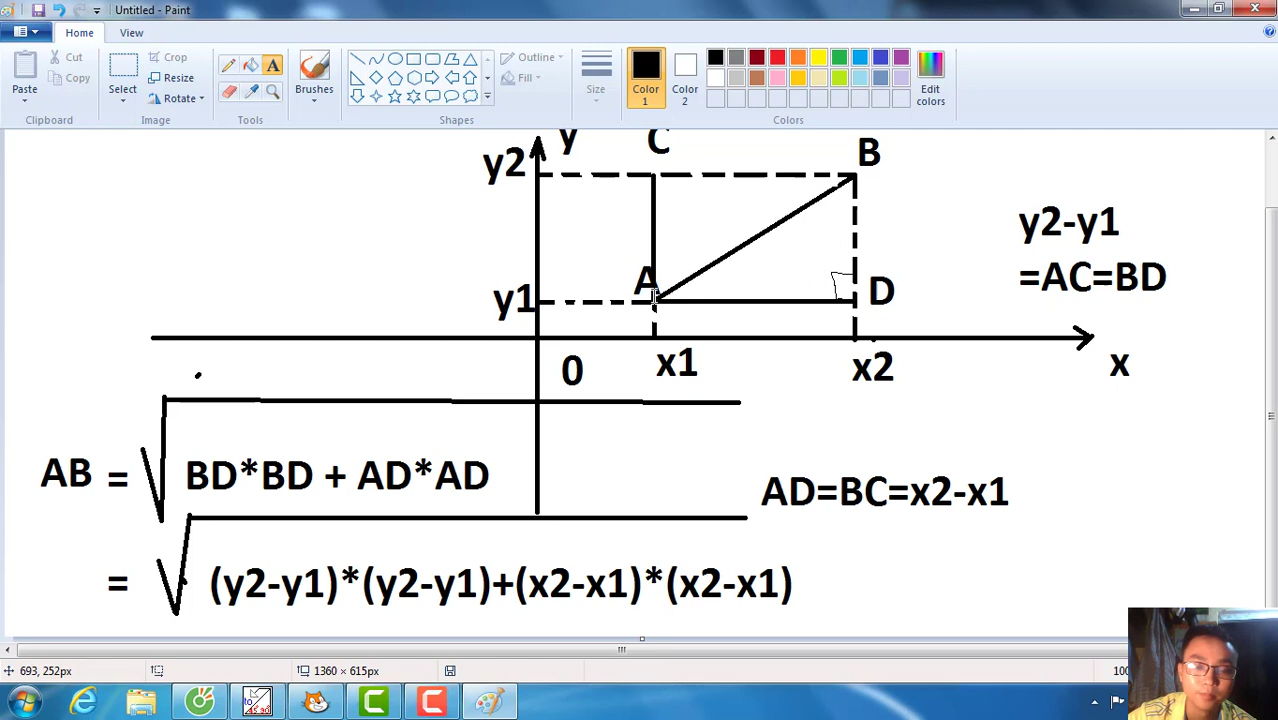 Untitled - Paint
Home View
Cut
Copy
Paste
Clipboard
Crop
Resize
Rotate
Select
Image
A
Tools
Brushes
Outline
Fill
Shapes
Size
Color 1
Color 2
Edit colors
Colors
y
C
B
y2
y2-y1
=AC=BD
A
D
y1
0
x1
x2
x
AB = BD*BD + AD*AD
AD=BC=x2-x1
= (y2-y1)*(y2-y1)+(x2-x1)*(x2-x1)
693, 252px
1360 × 615px
100